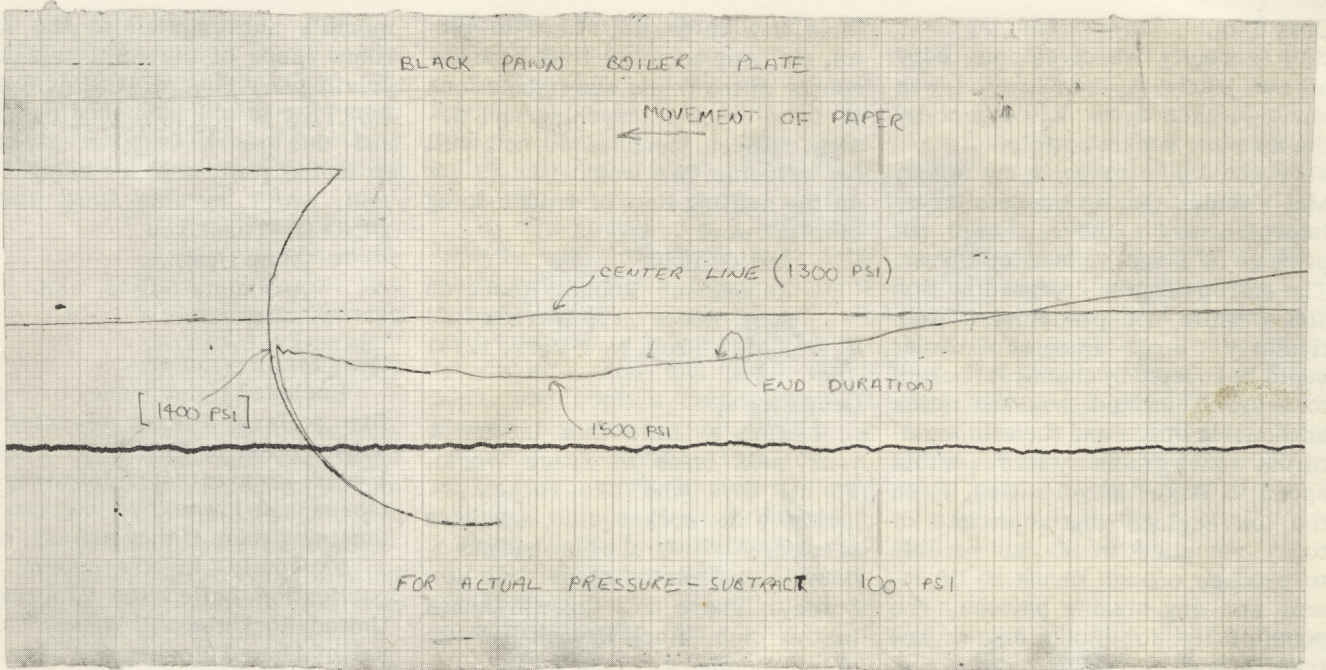 BLACK PAWN BOILER PLATE
MOVEMENT OF PAPER
CENTER LINE (1300 PSI)
END DURATION
[1400 PSI]
1500 PSI
FOR ACTUAL PRESSURE - SUBTRACT 100 PSI